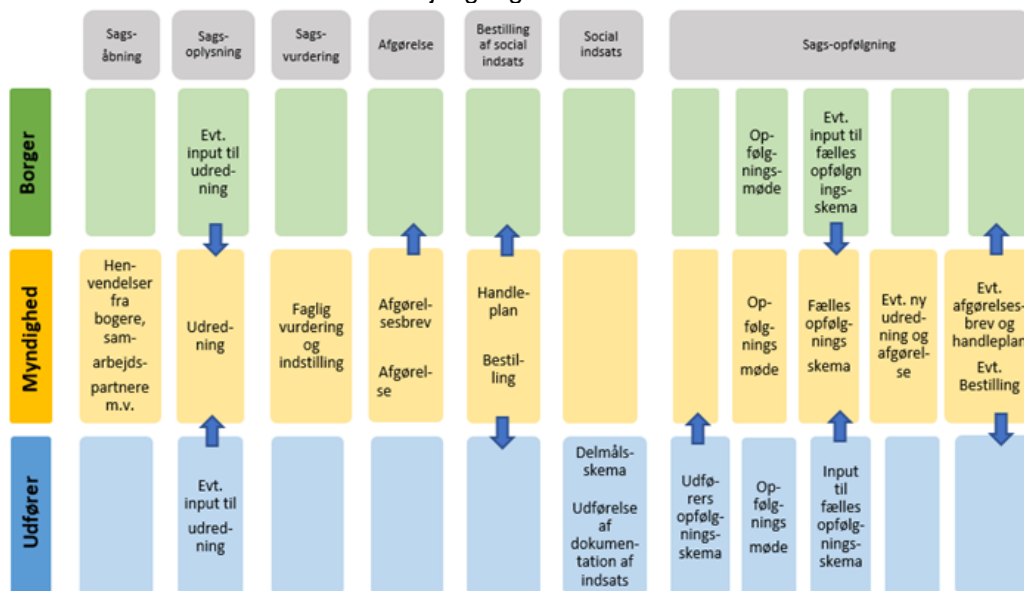 Sags-
åbning
Sags-
oplysning
Sags-
vurdering
Afgørelse
Bestilling
af social
indsats
Social
indsats
Sags-opfølgning
Borger
Evt.
input til
udred-
ning
Op-
følg-
nings-
møde
Evt.
input til
fælles
opfølgn
ings-
skema
Myndighed
Hen-
vendelser
fra
bogere,
sam-
arbejds-
partnere
m.v.
Udred-
ning
Faglig
vurdering
og
indstilling
Afgørel-
sesbrev
Afgørel-
se
Handle-
plan
Bestil-
ling
Op-
følg-
nings
møde
Fælles
opfølg-
nings
skema
Evt. ny
udred-
ning og
afgørel-
se
Evt.
afgørelses-
brev og
handleplan
Evt.
Bestilling
Udfører
Evt.
input til
udred-
ning
Delmåls-
skema
Udførelse
af
dokumen-
tation af
indsats
Udfø-
rers
opfølg-
nings-
skema
Op-
følg-
nings
møde
Input
til
fælles
opfølg-
nings-
skema